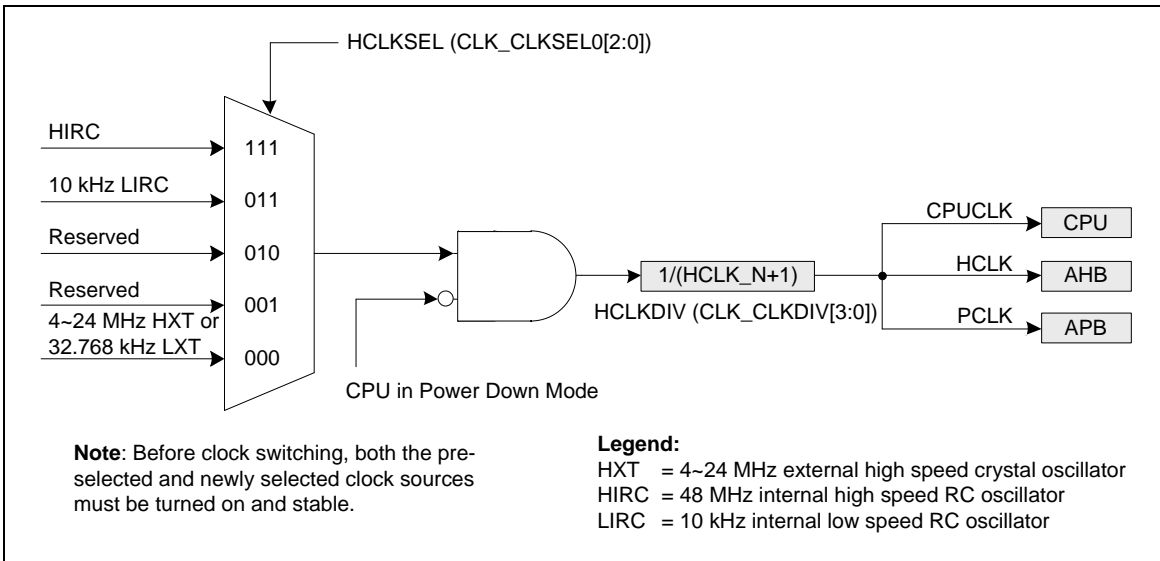 HCLKSEL (CLK_CLKSEL0[2:0])
HIRC
111
10 kHz LIRC
011
Reserved
010
Reserved
001
4~24 MHz HXT or
32.768 kHz LXT
000
CPU in Power Down Mode
1/(HCLK_N+1)
HCLKDIV (CLK_CLKDIV[3:0])
CPUCLK
CPU
HCLK
AHB
PCLK
APB
Note: Before clock switching, both the pre-
selected and newly selected clock sources
must be turned on and stable.
Legend:
HXT = 4~24 MHz external high speed crystal oscillator
HIRC = 48 MHz internal high speed RC oscillator
LIRC = 10 kHz internal low speed RC oscillator